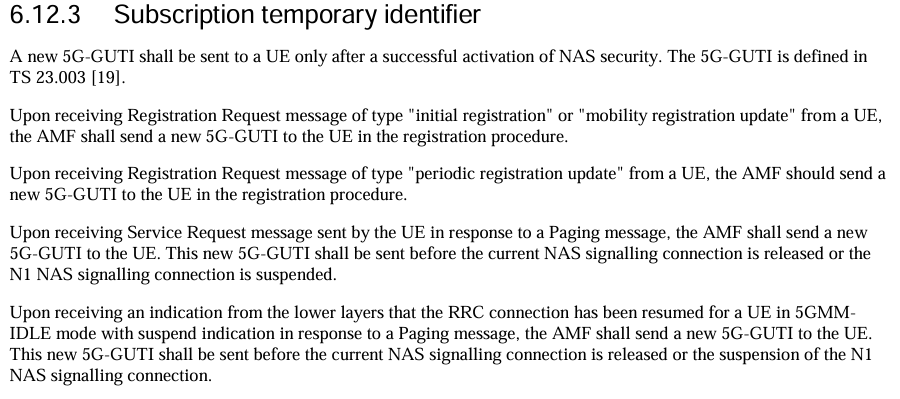 6.12.3 Subscription temporary identifier
A new 5G-GUTI shall be sent to a UE only after a successful activation of NAS security. The 5G-GUTI is defined in
TS 23.003 [19].
Upon receiving Registration Request message of type "initial registration" or "mobility registration update" from a UE,
the AMF shall send a new 5G-GUTI to the UE in the registration procedure.
Upon receiving Registration Request message of type "periodic registration update" from a UE, the AMF should send a
new 5G-GUTI to the UE in the registration procedure.
Upon receiving Service Request message sent by the UE in response to a Paging message, the AMF shall send a new
5G-GUTI to the UE. This new 5G-GUTI shall be sent before the current NAS signalling connection is released or the
N1 NAS signalling connection is suspended.
Upon receiving an indication from the lower layers that the RRC connection has been resumed for a UE in 5GMM-
IDLE mode with suspend indication in response to a Paging message, the AMF shall send a new 5G-GUTI to the UE.
This new 5G-GUTI shall be sent before the current NAS signalling connection is released or the suspension of the N1
NAS signalling connection.